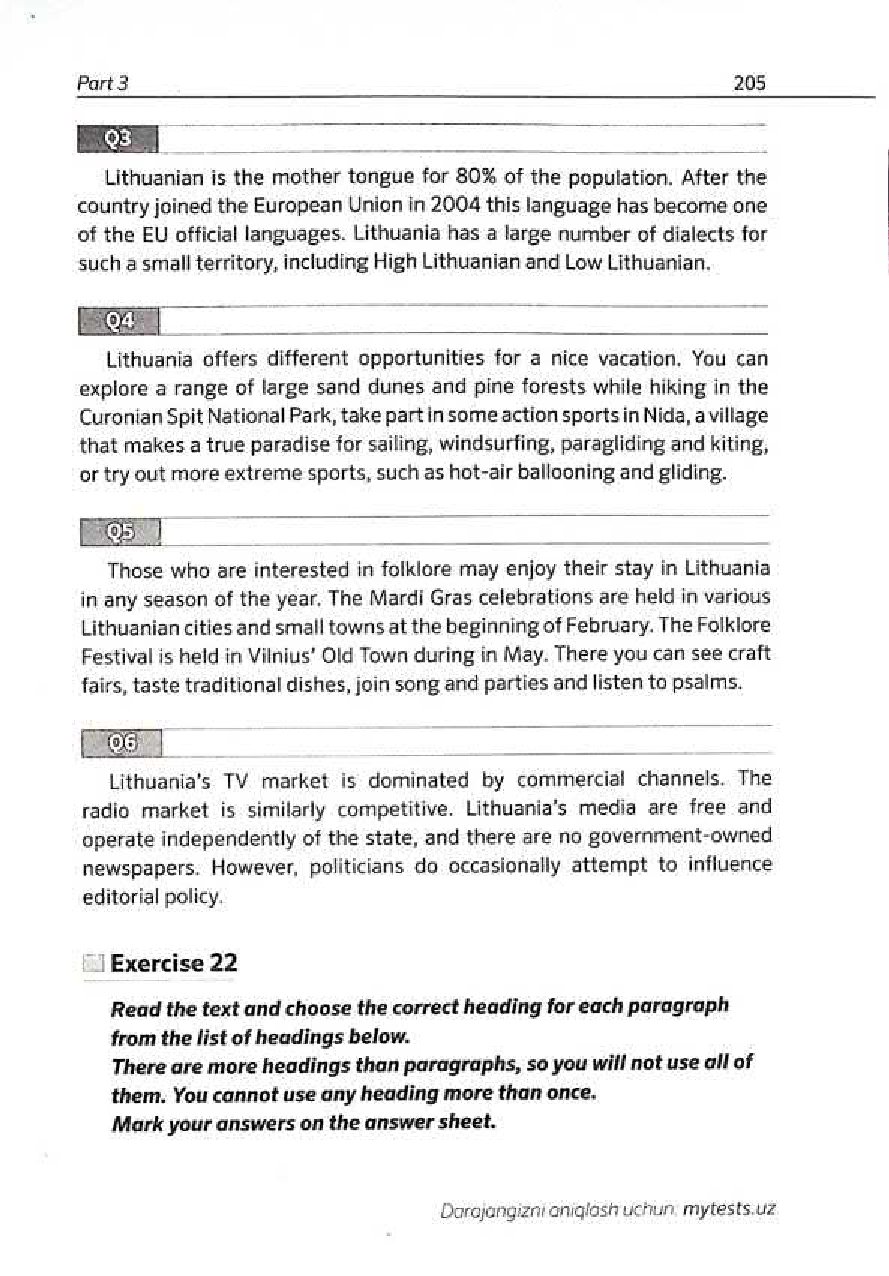 Part 3
205
Q3
Lithuanian is the mother tongue for 80% of the population. After the
country joined the European Union in 2004 this language has become one
of the EU official languages. Lithuania has a large number of dialects for
such a small territory, including High Lithuanian and Low Lithuanian.
Q4
Lithuania offers different opportunities for a nice vacation. You can
explore a range of large sand dunes and pine forests while hiking in the
Curonian Spit National Park, take part in some action sports in Nida, a village
that makes a true paradise for sailing, windsurfing, paragliding and kiting,
or try out more extreme sports, such as hot-air ballooning and gliding.
Q5
Those who are interested in folklore may enjoy their stay in Lithuania
in any season of the year. The Mardi Gras celebrations are held in various
Lithuanian cities and small towns at the beginning of February. The Folklore
Festival is held in Vilnius' Old Town during in May. There you can see craft
fairs, taste traditional dishes, join song and parties and listen to psalms.
Q6
Lithuania's TV market is dominated by commercial channels. The
radio market is similarly competitive. Lithuania's media are free and
operate independently of the state, and there are no government-owned
newspapers. However, politicians do occasionally attempt to influence
editorial policy.
Exercise 22
Read the text and choose the correct heading for each paragraph
from the list of headings below.
There are more headings than paragraphs, so you will not use all of
them. You cannot use any heading more than once.
Mark your answers on the answer sheet.
Darajangizni aniqlash uchun: mytests.uz